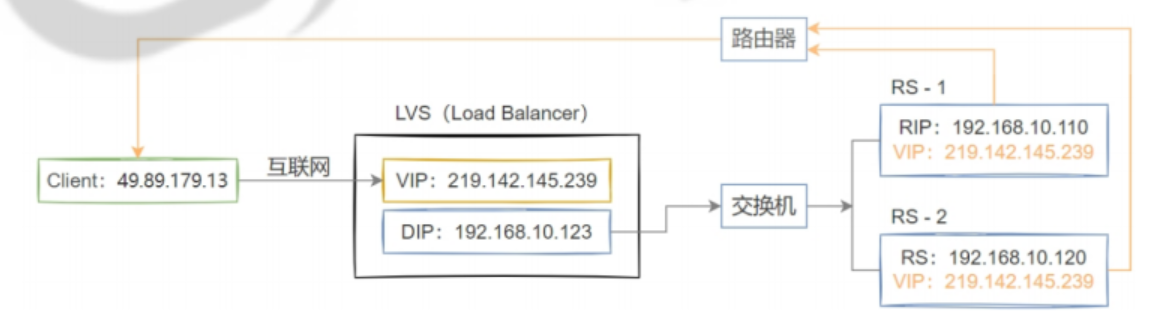 路由器
RS - 1
LVS（Load Balancer）
RIP：192.168.10.110
VIP：219.142.145.239
互联网
Client：49.89.179.13
VIP：219.142.145.239
交换机
DIP：192.168.10.123
RS - 2
RS：192.168.10.120
VIP：219.142.145.239